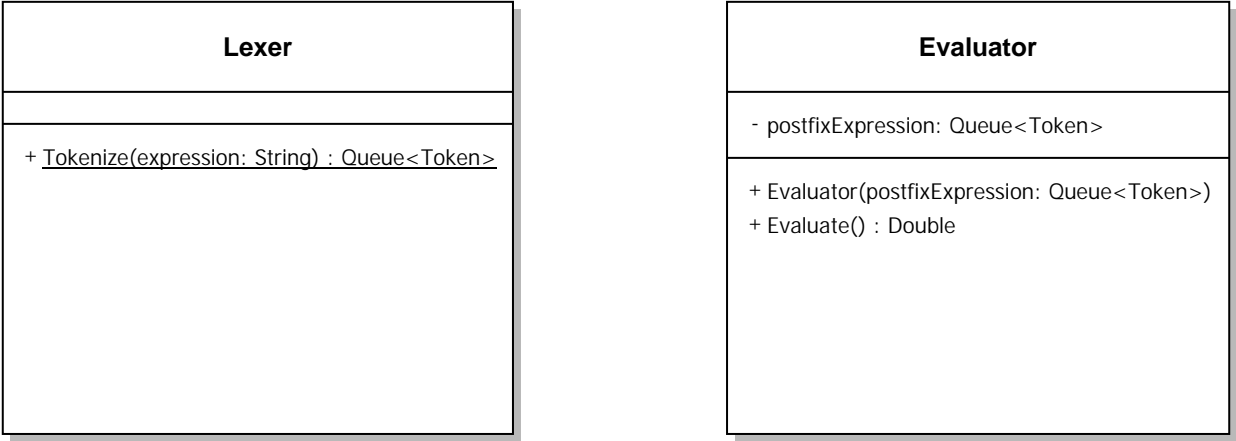 Lexer
+ Tokenize(expression: String) : Queue<Token>
Evaluator
- postfixExpression: Queue<Token>
+ Evaluator(postfixExpression: Queue<Token>)
+ Evaluate() : Double